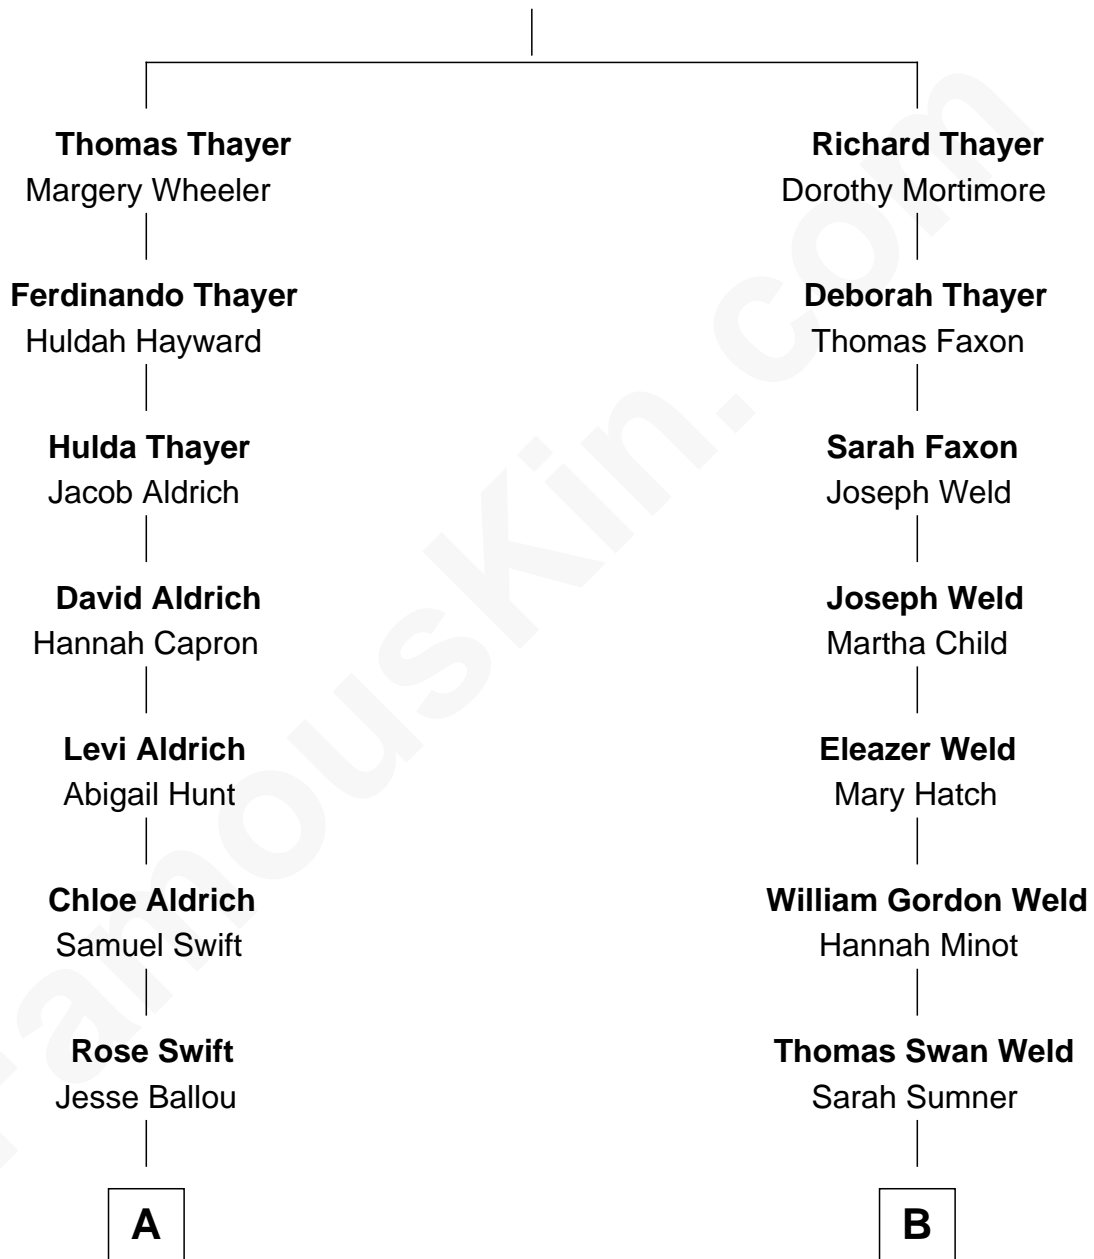 Thomas Thayer
Margery Wheeler
Ferdinando Thayer
Huldah Hayward
Hulda Thayer
Jacob Aldrich
David Aldrich
Hannah Capron
Levi Aldrich
Abigail Hunt
Chloe Aldrich
Samuel Swift
Rose Swift
Jesse Ballou
A
Richard Thayer
Dorothy Mortimore
Deborah Thayer
Thomas Faxon
Sarah Faxon
Joseph Weld
Joseph Weld
Martha Child
Eleazer Weld
Mary Hatch
William Gordon Weld
Hannah Minot
Thomas Swan Weld
Sarah Sumner
B
FamousKin.com